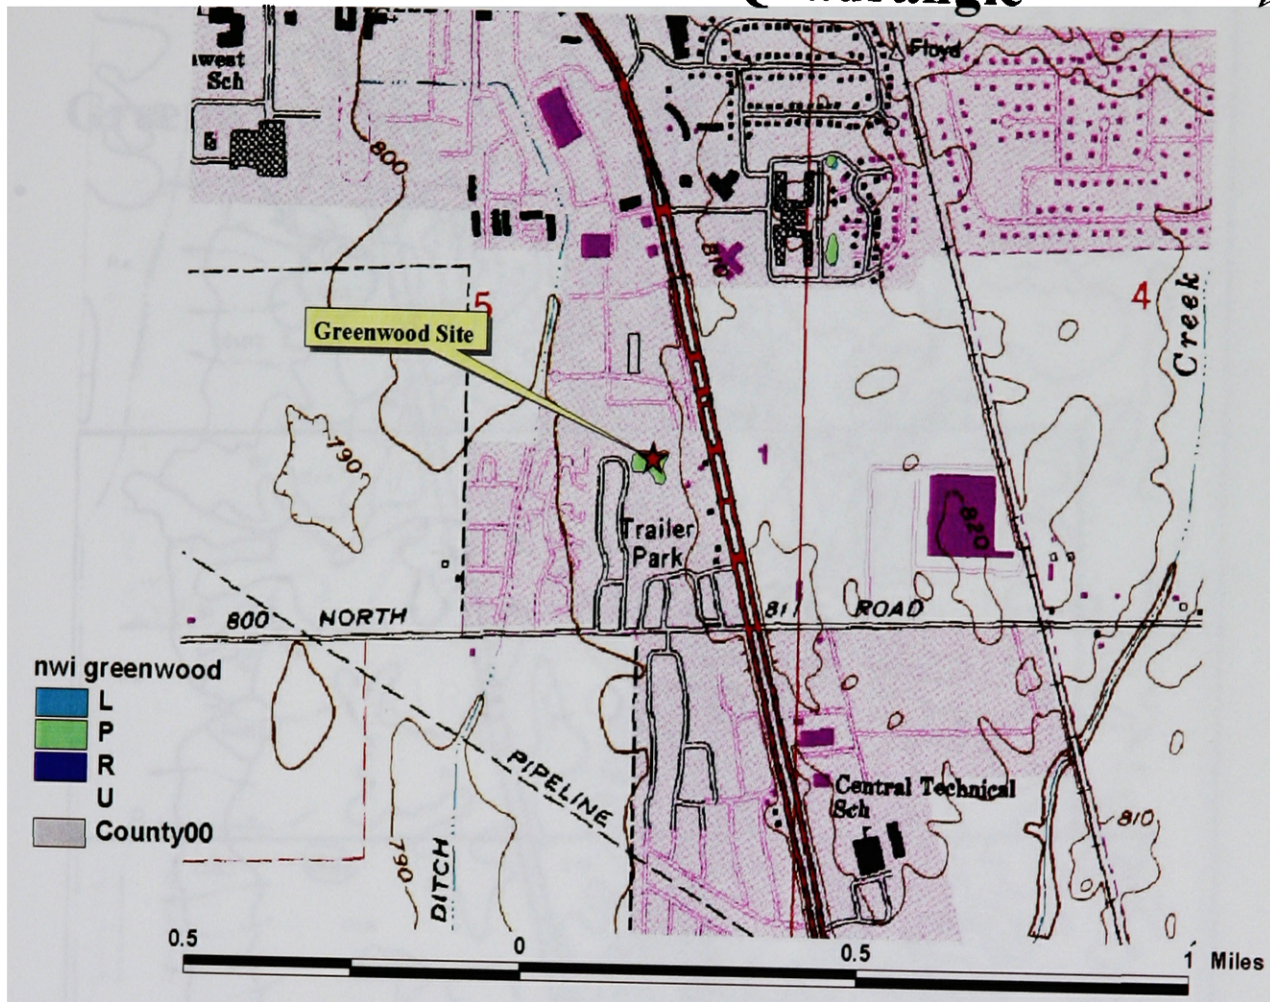 Floyd
Sch
800
810
5
4
Creek
Greenwood Site
790
1
820
Trailer
Park
800 NORTH
811
ROAD
nwi greenwood
L
P
R
U
County00
PIPELINE
Central Technical
Sch
810
790
DITCH
0.5 0 0.5 1 Miles